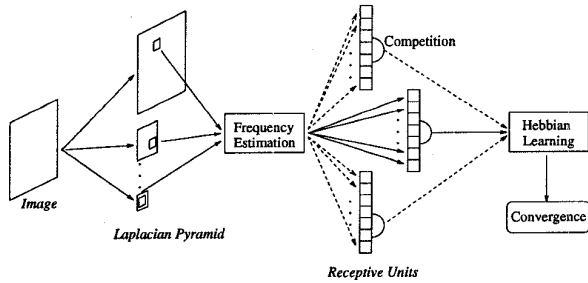 Competition
Frequency
Estimation
Hebbian
Learning
Image
Convergence
Laplacian Pyramid
Receptive Units